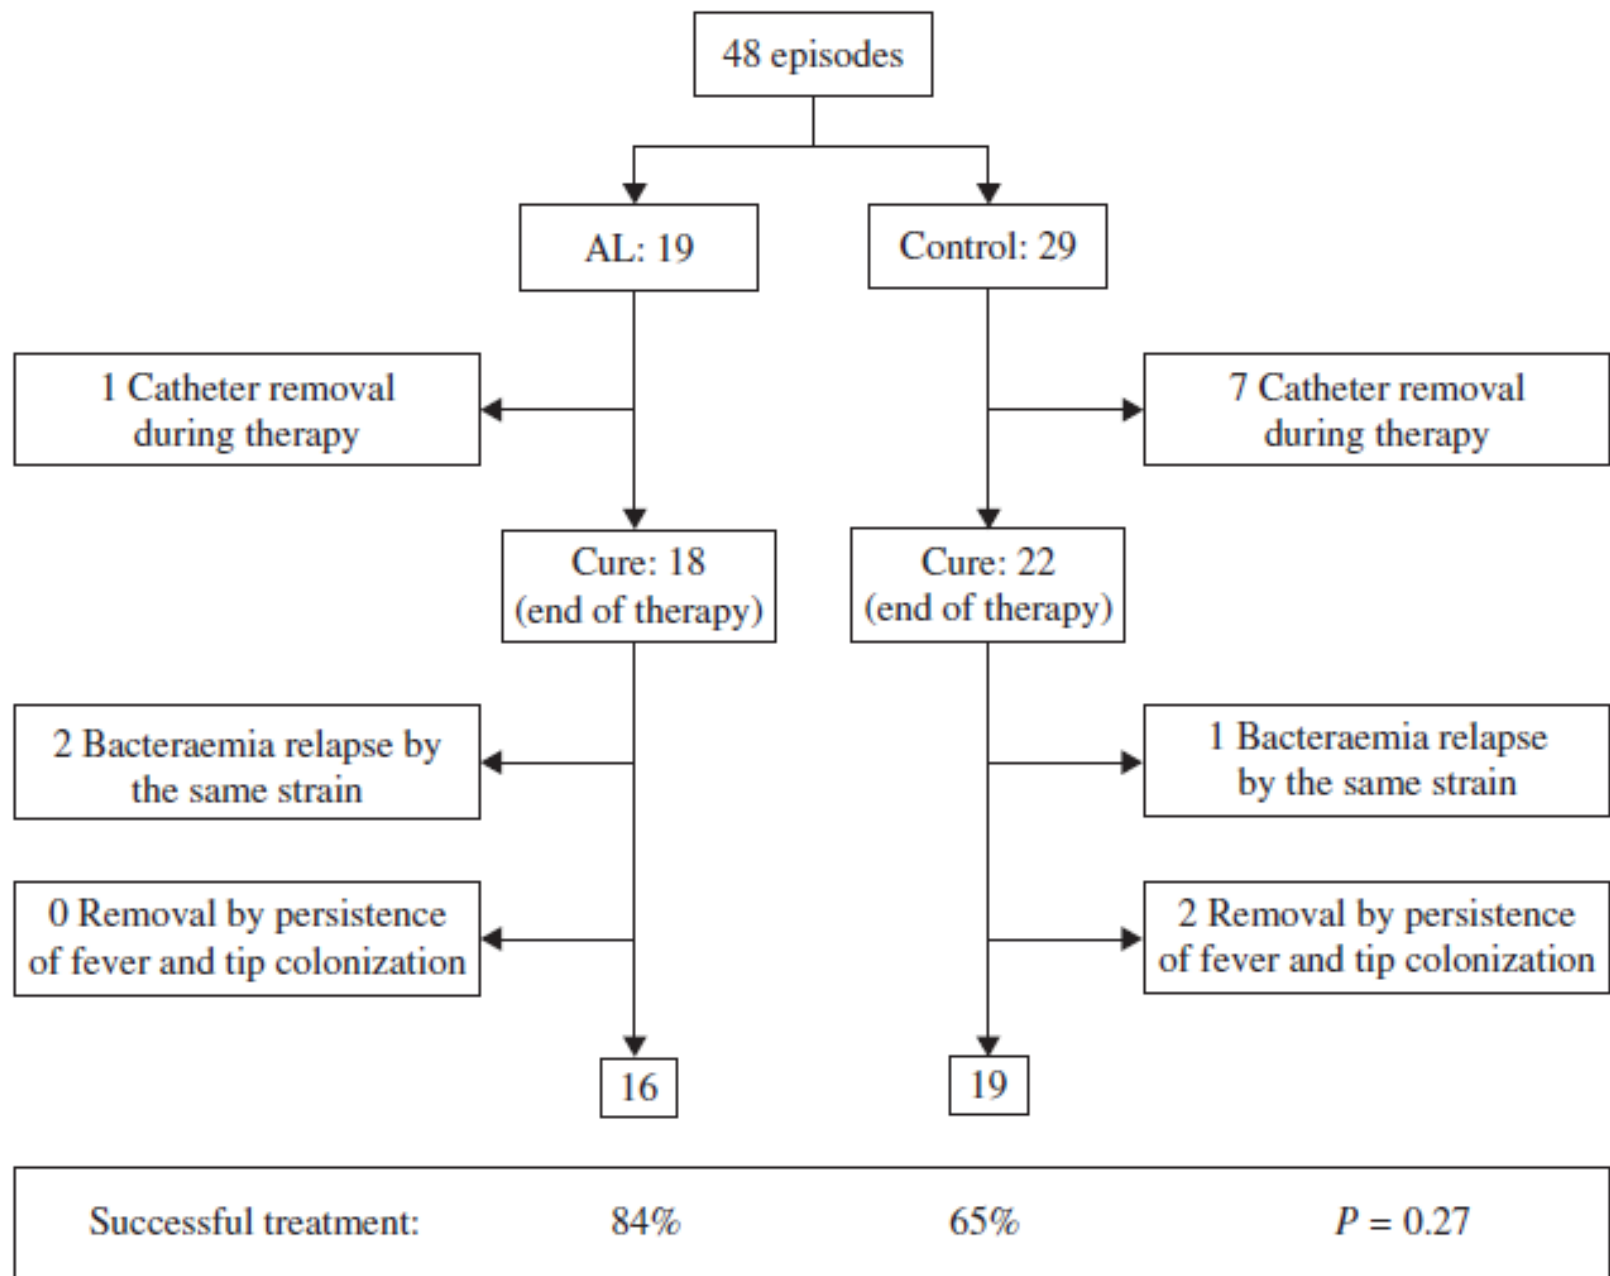 48 episodes
AL: 19
Control: 29
1 Catheter removal
during therapy
7 Catheter removal
during therapy
Cure: 18
(end of therapy)
Cure: 22
(end of therapy)
2 Bacteraemia relapse by
the same strain
1 Bacteraemia relapse
by the same strain
0 Removal by persistence
of fever and tip colonization
2 Removal by persistence
of fever and tip colonization
16
19
Successful treatment: 84% 65% P = 0.27